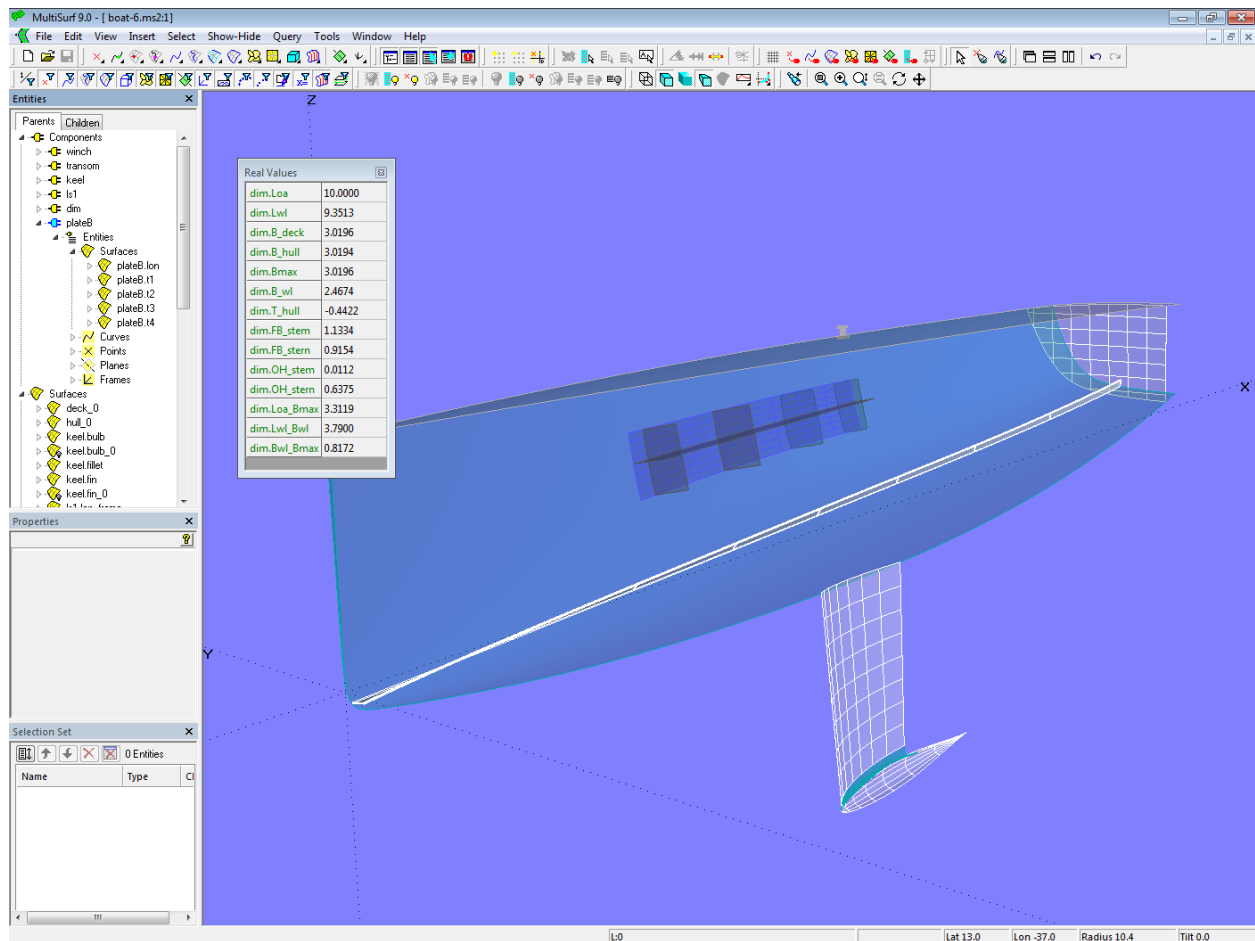 MultiSurf 9.0 - [ boat-6.ms2:1]
File Edit View Insert Select Show-Hide Query Tools Window Help
Entities
Parents Children
Components
winch
transom
keel
ls1
dim
plateB
Entities
Surfaces
plateB.lon
plateB.t1
plateB.t2
plateB.t3
plateB.t4
Curves
Points
Planes
Frames
Surfaces
deck_0
hull_0
keel.bulb
keel.bulb_0
keel.fillet
keel.fin
keel.fin_0
Properties
Selection Set
0 Entities
Name Type Cl
Z
Real Values
dim.Loa 10.0000
dim.Lwl 9.3513
dim.B_deck 3.0196
dim.B_hull 3.0194
dim.Bmax 3.0196
dim.B_wl 2.4674
dim.T_hull -0.4422
dim.FB_stem 1.1334
dim.FB_stern 0.9154
dim.OH_stem 0.0112
dim.OH_stern 0.6375
dim.Loa_Bmax 3.3119
dim.Lwl_Bwl 3.7900
dim.Bwl_Bmax 0.8172
X
Y
L:0 Lat 13.0 Lon -37.0 Radius 10.4 Tilt 0.0